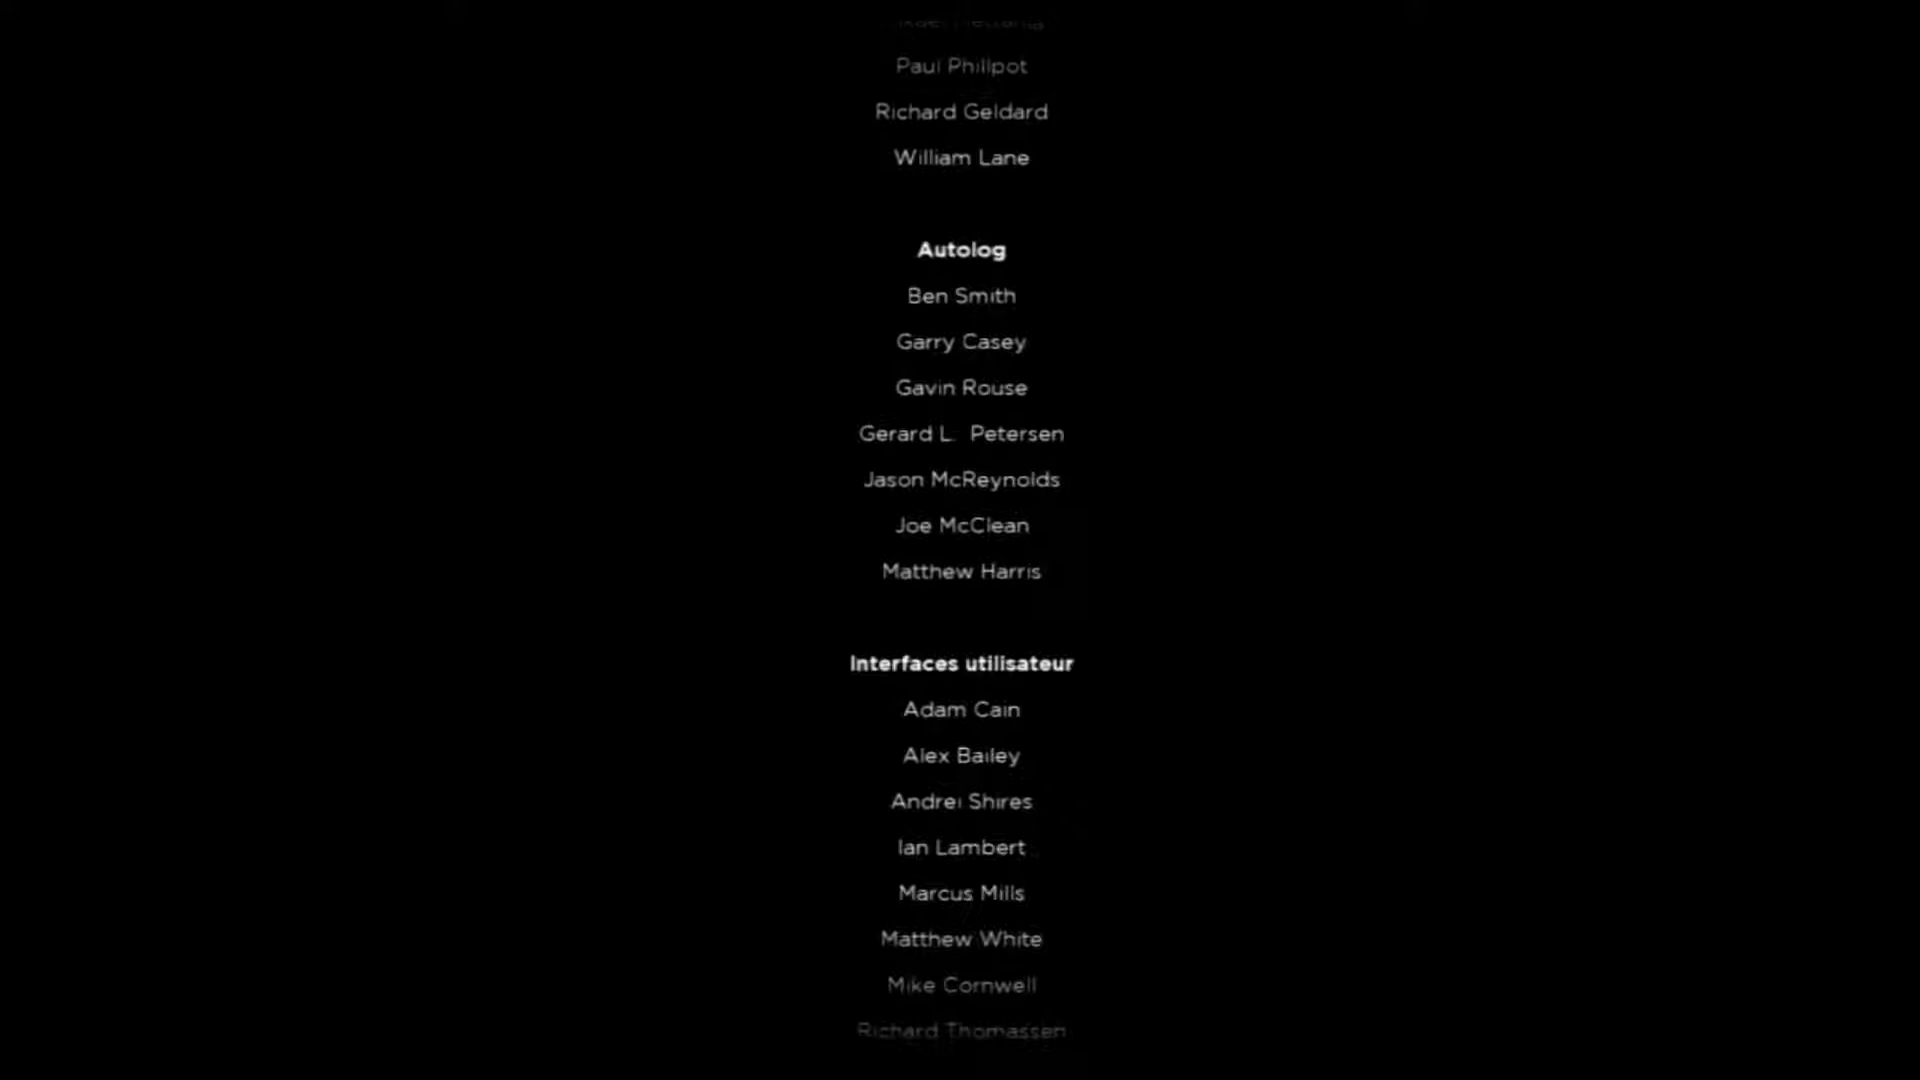 Paul Phillpot
Richard Geldard
William Lane
Autolog
Ben Smith
Garry Casey
Gavin Rouse
Gerard L. Petersen
Jason McReynolds
Joe McClean
Matthew Harris
Interfaces utilisateur
Adam Cain
Alex Bailey
Andrei Shires
Ian Lambert
Marcus Mills
Matthew White
Mike Cornwell
Richard Thomassen